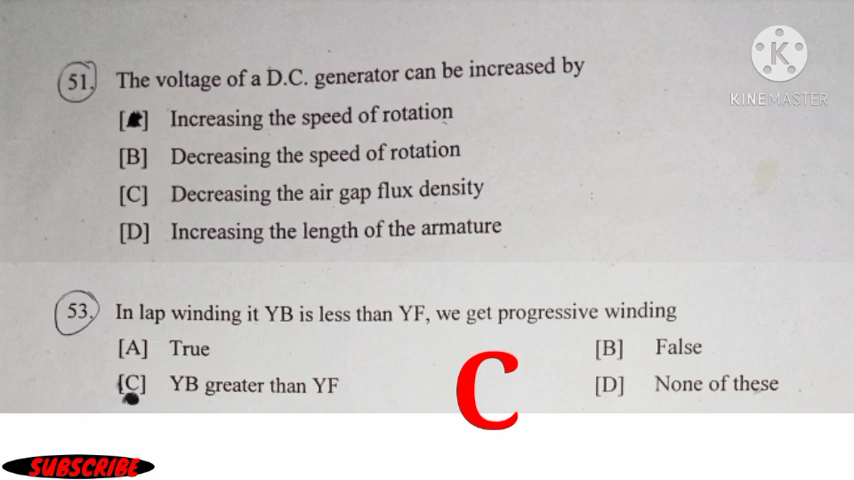 KINEMASTER
51. The voltage of a D.C. generator can be increased by
[A] Increasing the speed of rotation
[B] Decreasing the speed of rotation
[C] Decreasing the air gap flux density
[D] Increasing the length of the armature
53. In lap winding it YB is less than YF, we get progressive winding
[A] True [B] False
[C] YB greater than YF [D] None of these
C
SUBSCRIBE